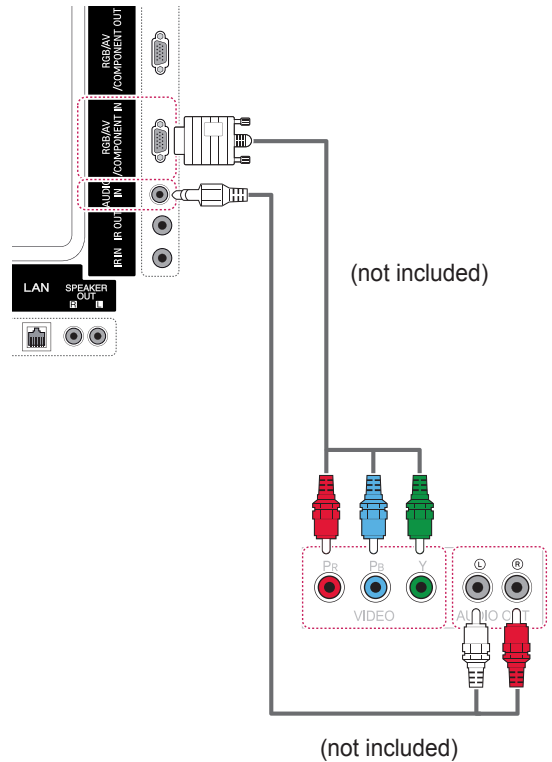 RGB/AV
/COMPONENT OUT
RGB/AV
/COMPONENT IN
AUDIO
IN
IR OUT
IR IN
LAN
SPEAKER
OUT
R L
(not included)
PR PB Y
VIDEO
L R
AUDIO OUT
(not included)